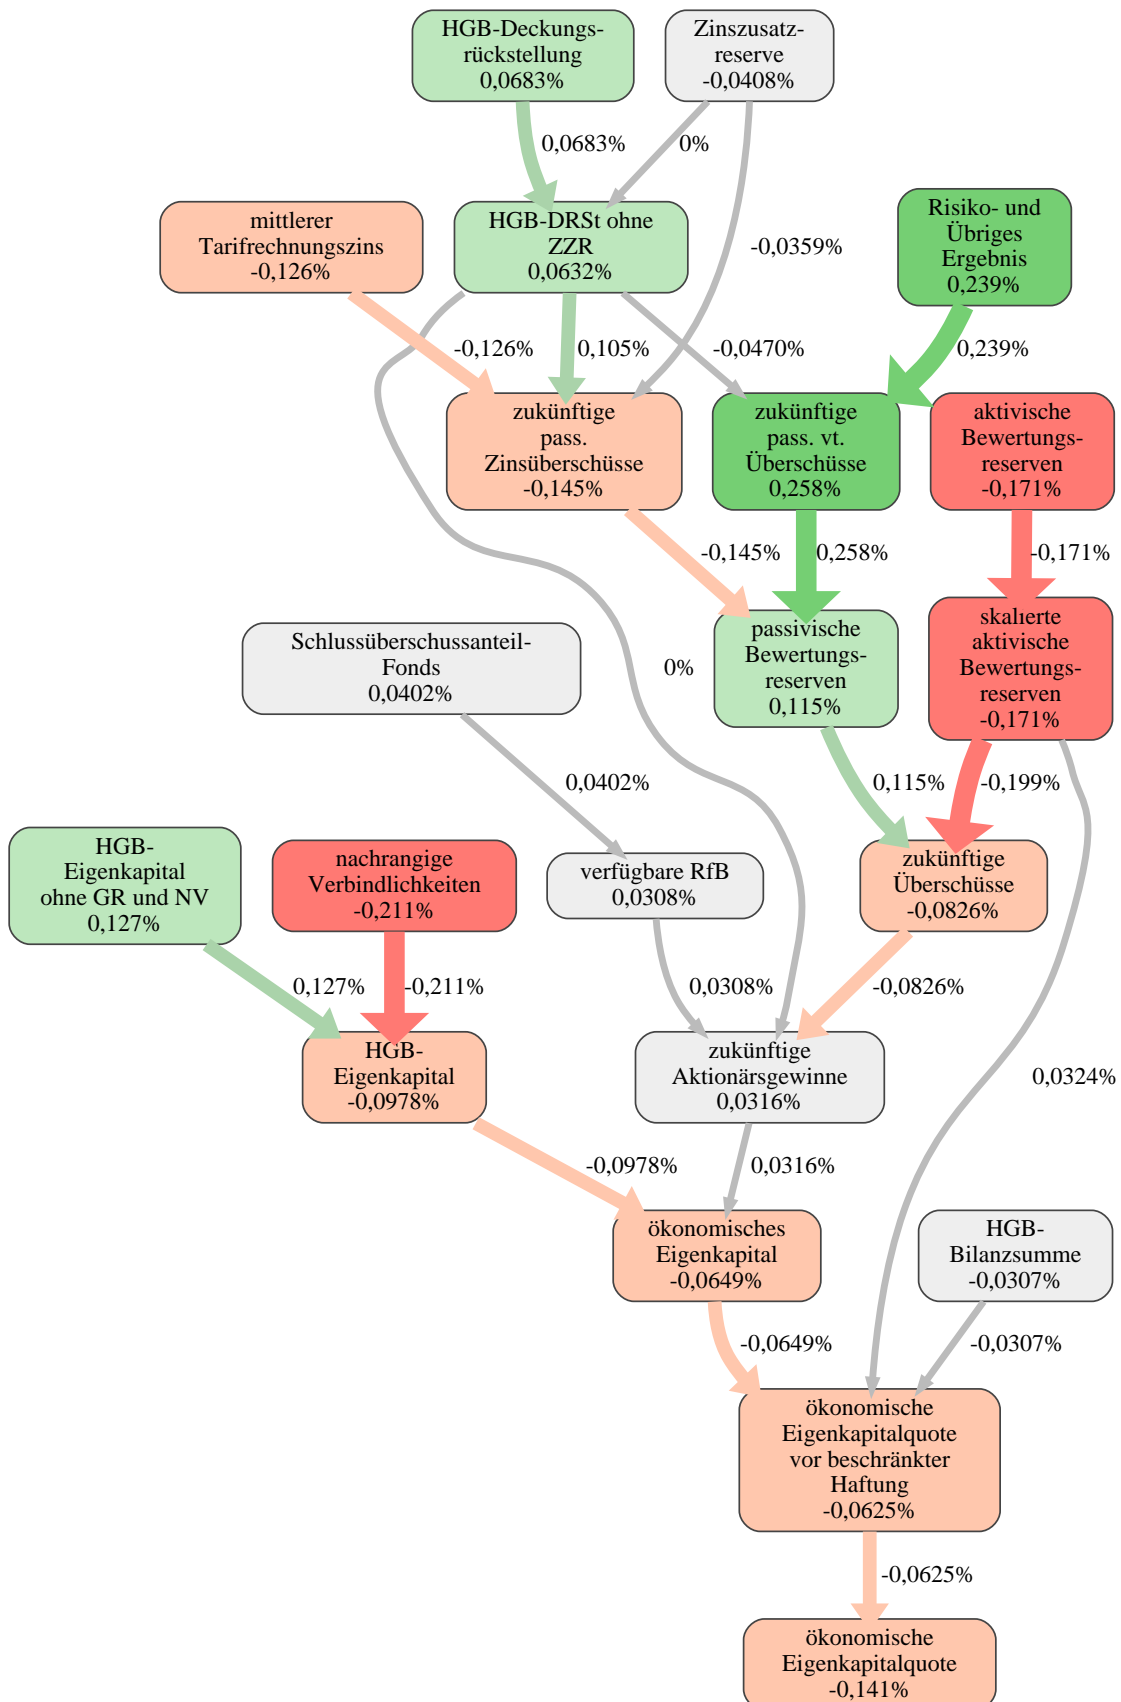 HGB-Deckungs-
rückstellung
0,0683%
Zinszusatz-
reserve
-0,0408%
0,0683%
0%
mittlerer
Tarifrechnungszins
-0,126%
HGB-DRSt ohne
ZZR
0,0632%
-0,0359%
Risiko- und
Übriges
Ergebnis
0,239%
-0,126%
0,105%
-0,0470%
0,239%
zukünftige
pass.
Zinsüberschüsse
-0,145%
zukünftige
pass. vt.
Überschüsse
0,258%
aktivische
Bewertungs-
reserven
-0,171%
-0,145%
0,258%
-0,171%
Schlussüberschussanteil-
Fonds
0,0402%
0%
passivische
Bewertungs-
reserven
0,115%
skalierte
aktivische
Bewertungs-
reserven
-0,171%
0,0402%
0,115%
-0,199%
HGB-
Eigenkapital
ohne GR und NV
0,127%
nachrangige
Verbindlichkeiten
-0,211%
verfügbare RfB
0,0308%
zukünftige
Überschüsse
-0,0826%
0,127%
-0,211%
0,0308%
-0,0826%
HGB-
Eigenkapital
-0,0978%
zukünftige
Aktionärsgewinne
0,0316%
0,0324%
-0,0978%
0,0316%
ökonomisches
Eigenkapital
-0,0649%
HGB-
Bilanzsumme
-0,0307%
-0,0649%
-0,0307%
ökonomische
Eigenkapitalquote
vor beschränkter
Haftung
-0,0625%
-0,0625%
ökonomische
Eigenkapitalquote
-0,141%